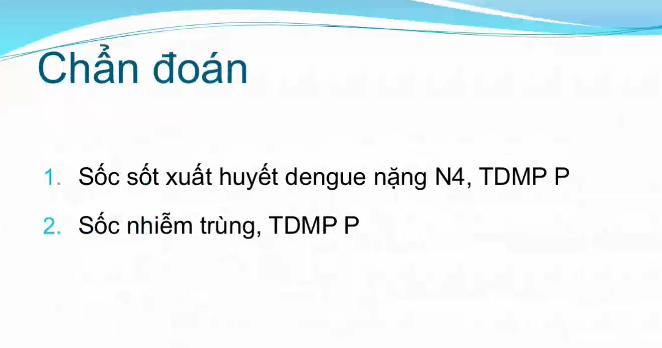 Chẩn đoán
1. Sốc sốt xuất huyết dengue nặng N4, TDMP P
2. Sốc nhiễm trùng, TDMP P